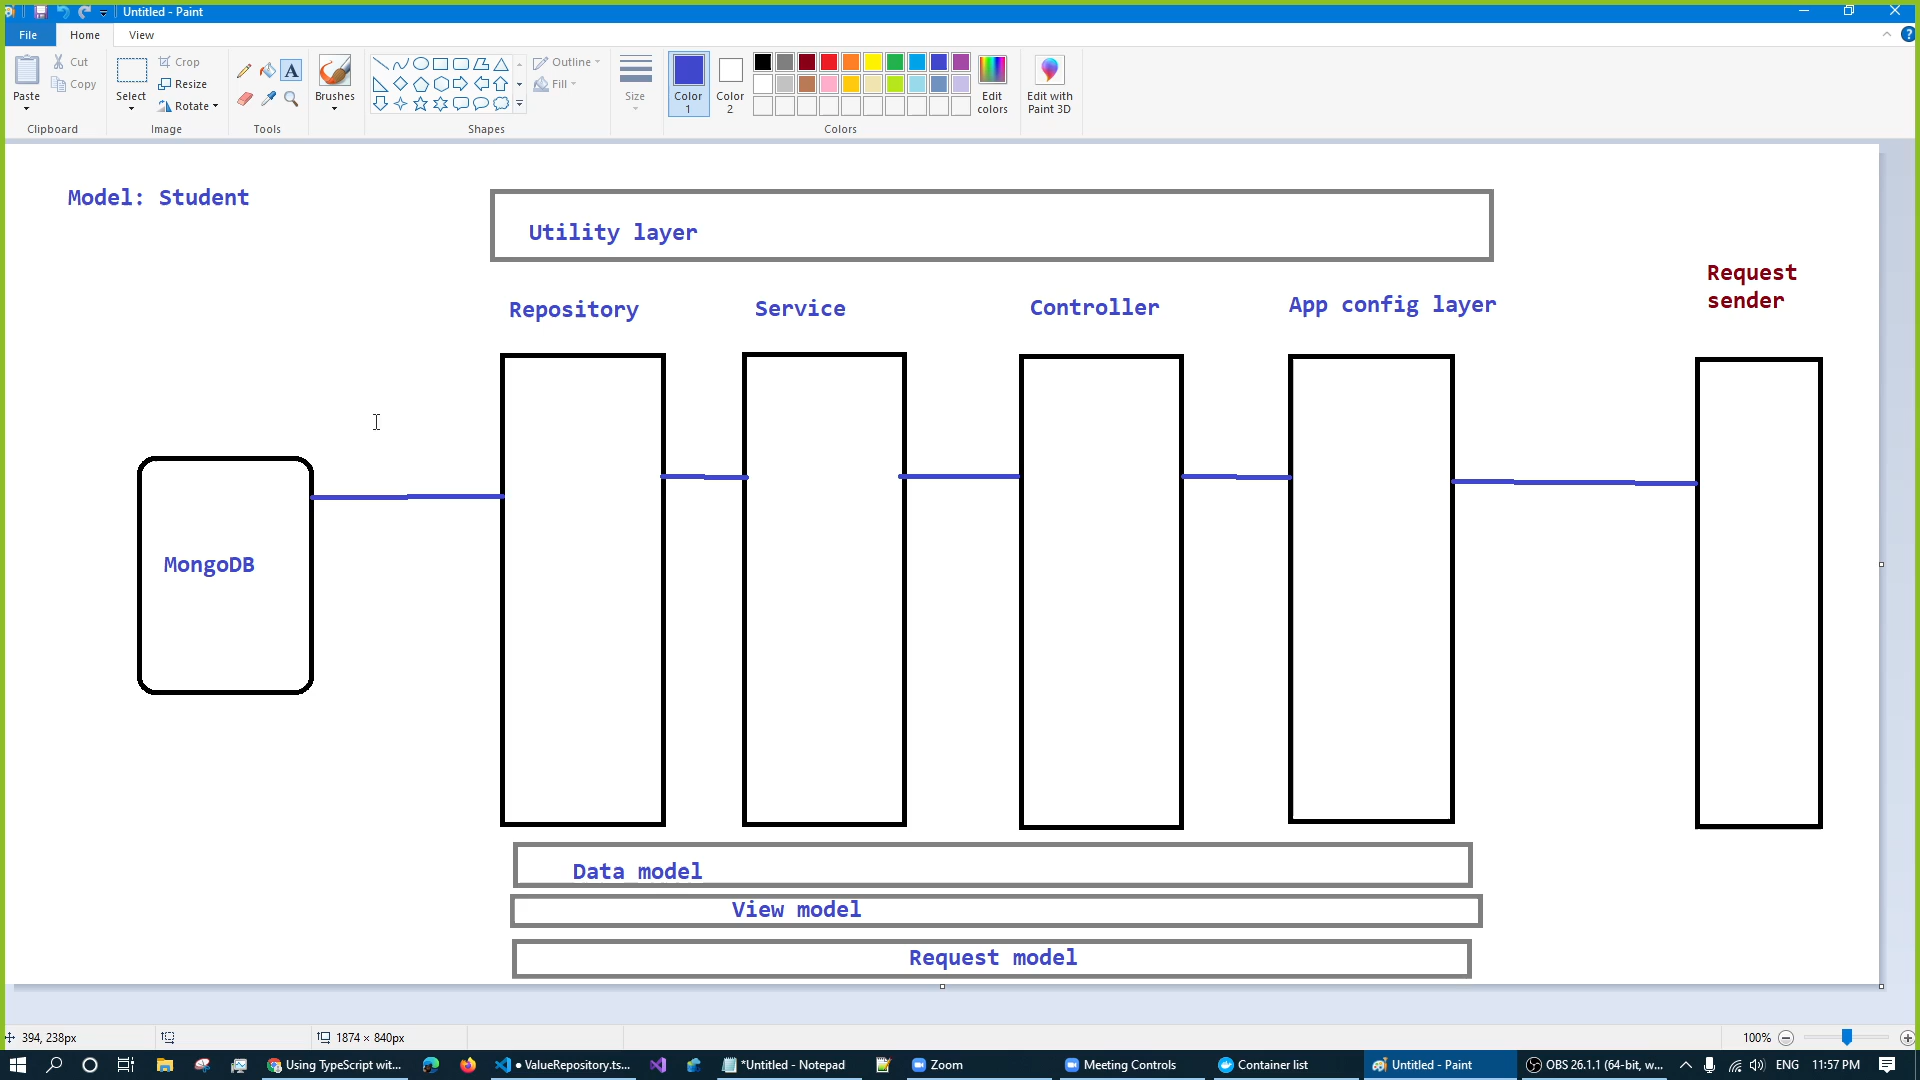 Untitled - Paint
File Home View
Paste
Cut
Copy
Clipboard
Select
Crop
Resize
Rotate
Image
A
Tools
Brushes
Shapes
Outline
Fill
Size
Color 1
Color 2
Edit colors
Colors
Edit with Paint 3D
?
Model: Student
Utility layer
Request
sender
Repository
Service
Controller
App config layer
MongoDB
Data model
View model
Request model
394, 238px
1874 × 840px
100%
Using TypeScript wit...
● ValueRepository.ts...
*Untitled - Notepad
Zoom
Meeting Controls
Container list
Untitled - Paint
OBS 26.1.1 (64-bit, w...
ENG
11:57 PM